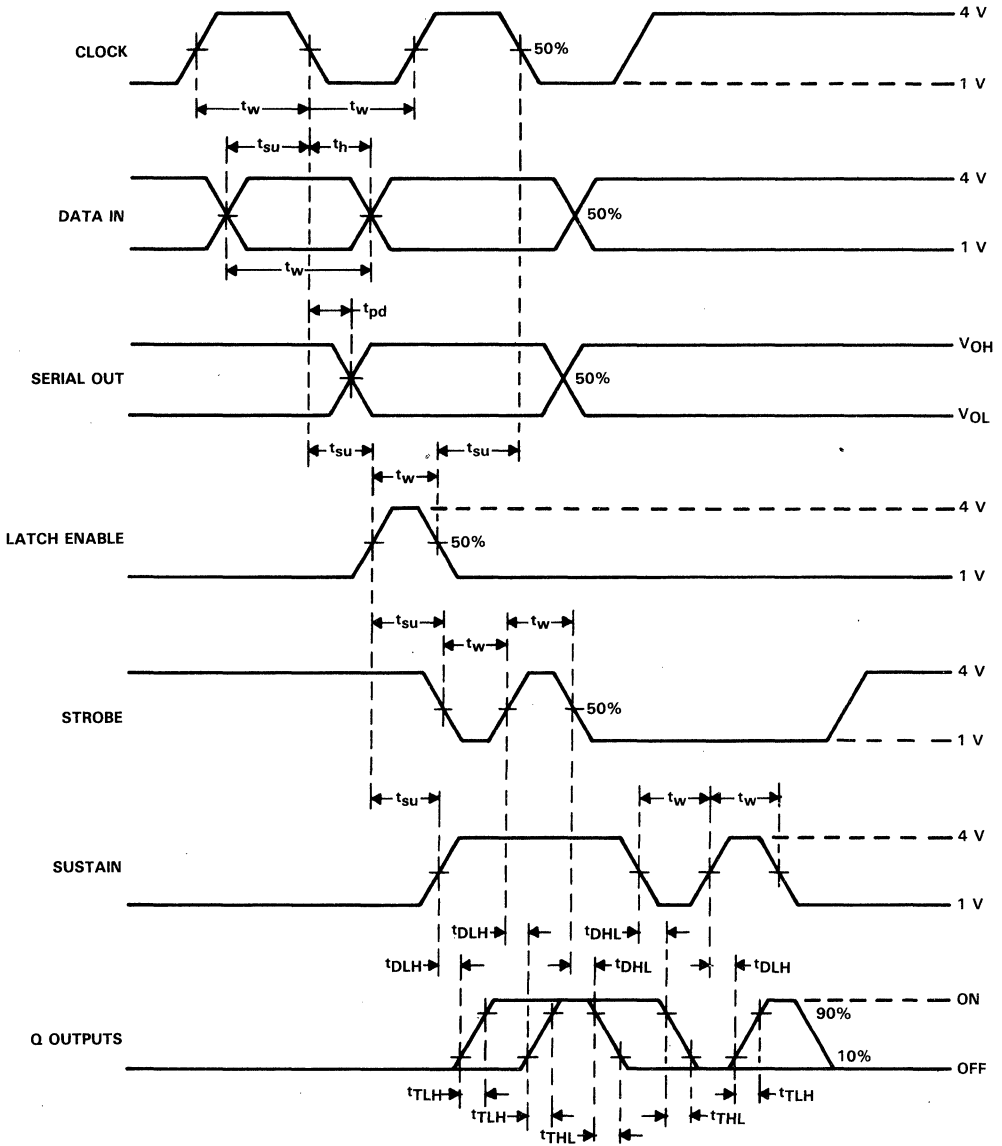 4 V
CLOCK
50%
1 V
tw tw
tsu th
4 V
DATA IN
50%
1 V
tw
tpd
VOH
SERIAL OUT
50%
VOL
tsu tsu
tw
4 V
LATCH ENABLE
50%
1 V
tsu tw
tw
4 V
STROBE
50%
1 V
tsu tw tw
4 V
SUSTAIN
1 V
tDLH tDHL
tDLH tDHL tDLH
ON
90%
Q OUTPUTS
10%
OFF
tTLH tTLH tTHL tTLH
tTHL